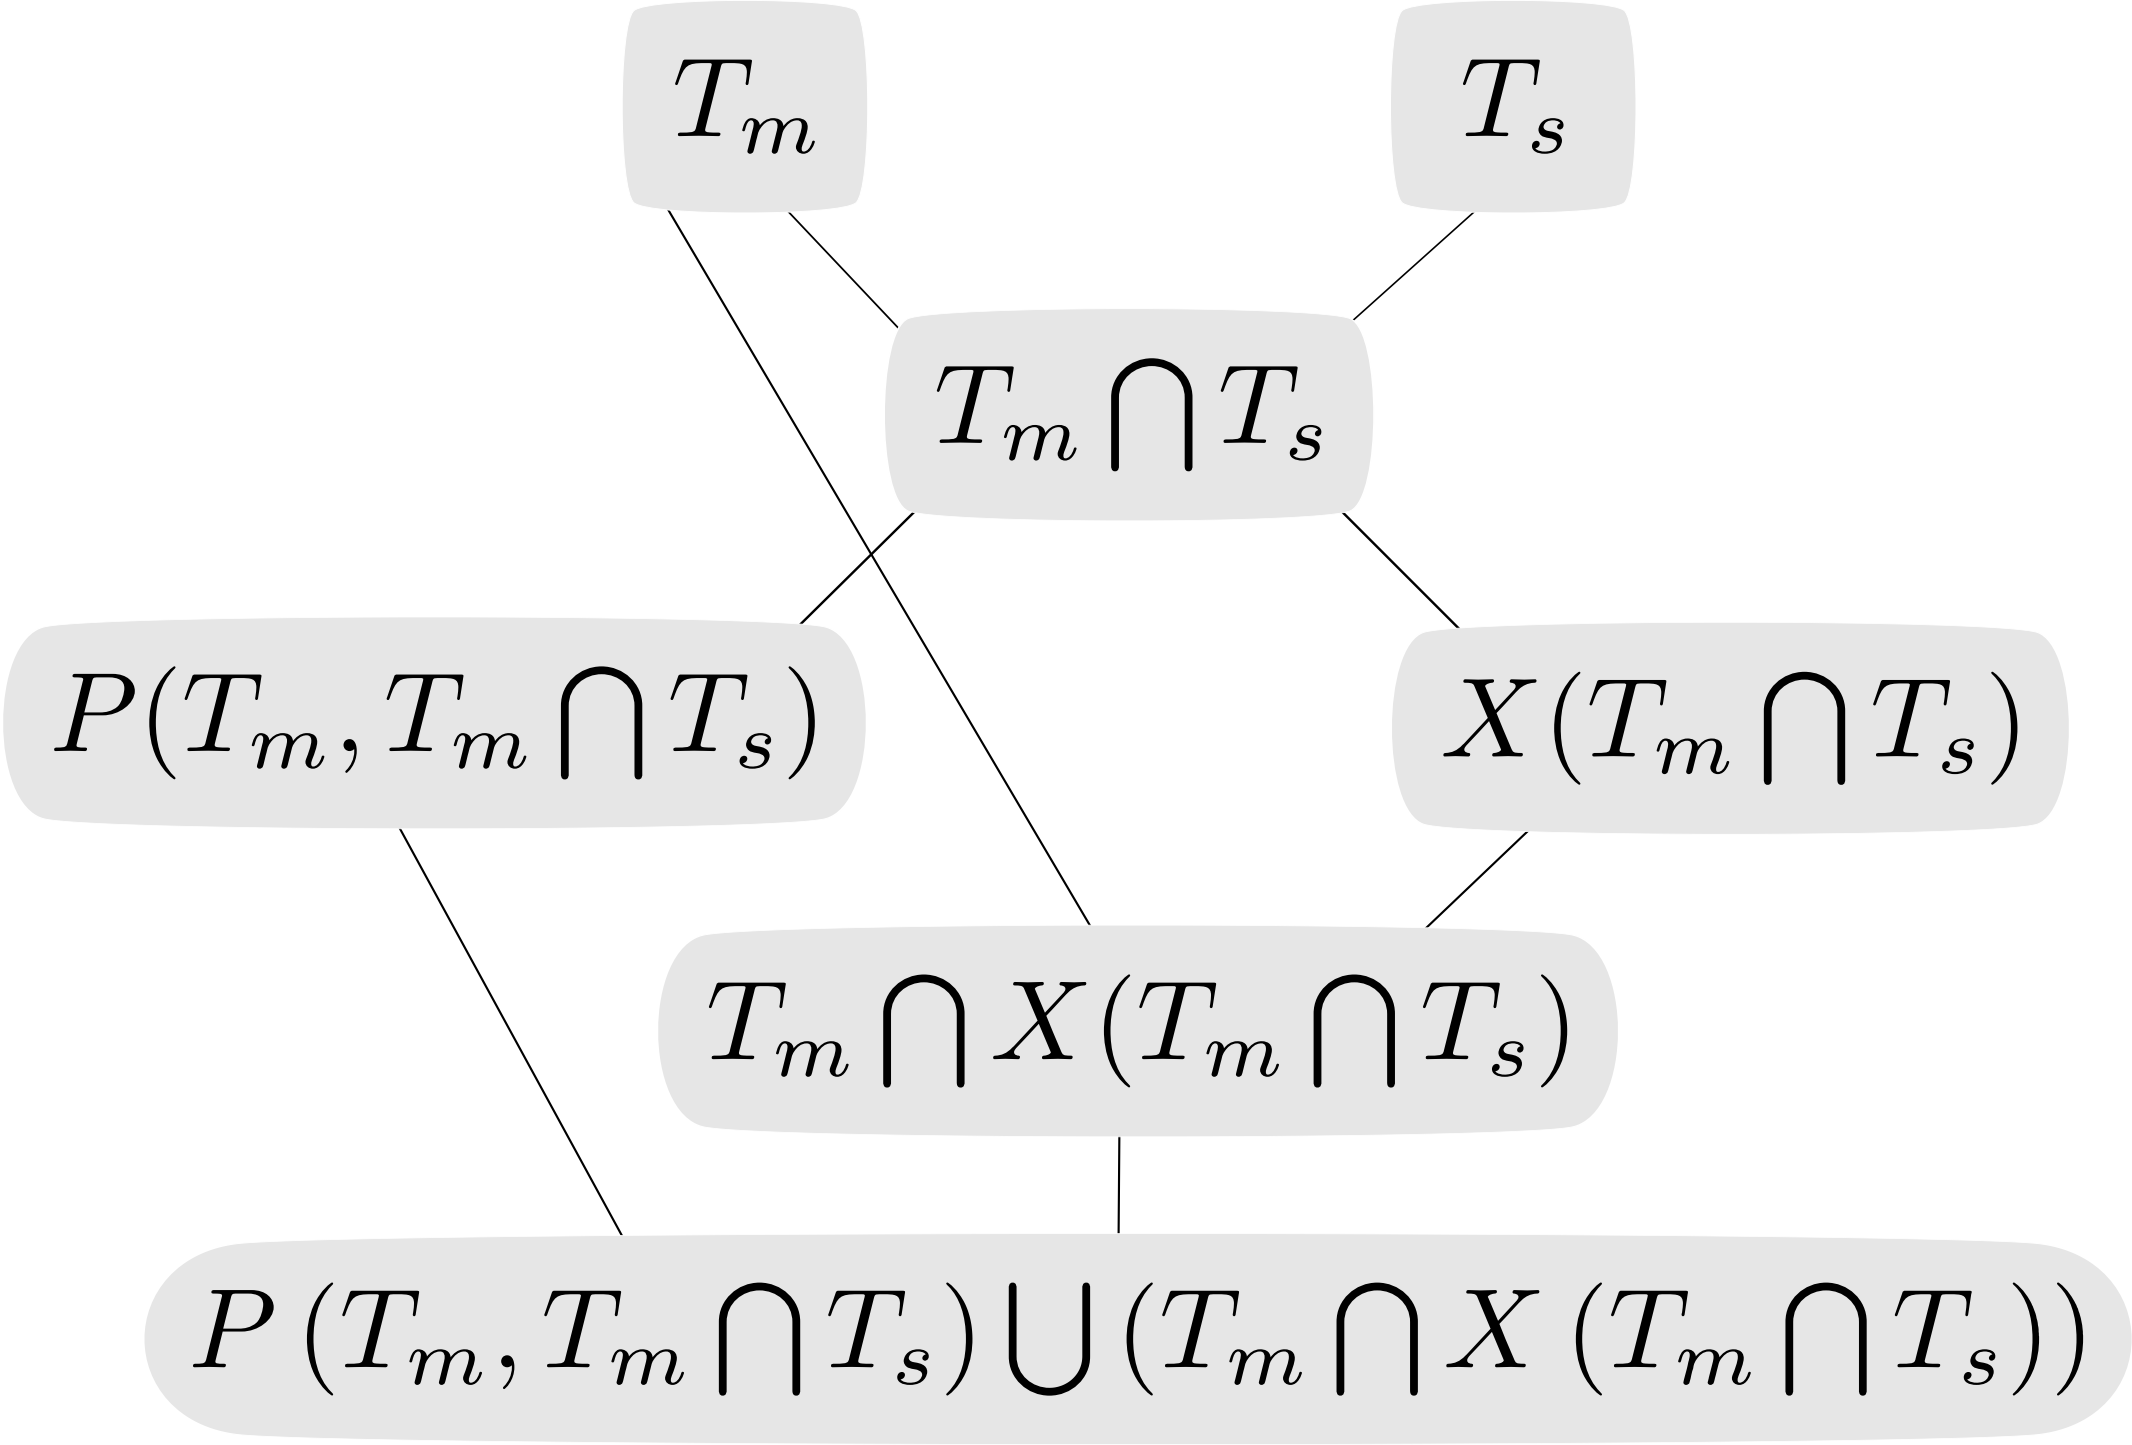 T_m
T_s
T_m ⋂ T_s
P(T_m, T_m ⋂ T_s)
X(T_m ⋂ T_s)
T_m ⋂ X(T_m ⋂ T_s)
P (T_m, T_m ⋂ T_s) ⋃ (T_m ⋂ X (T_m ⋂ T_s))